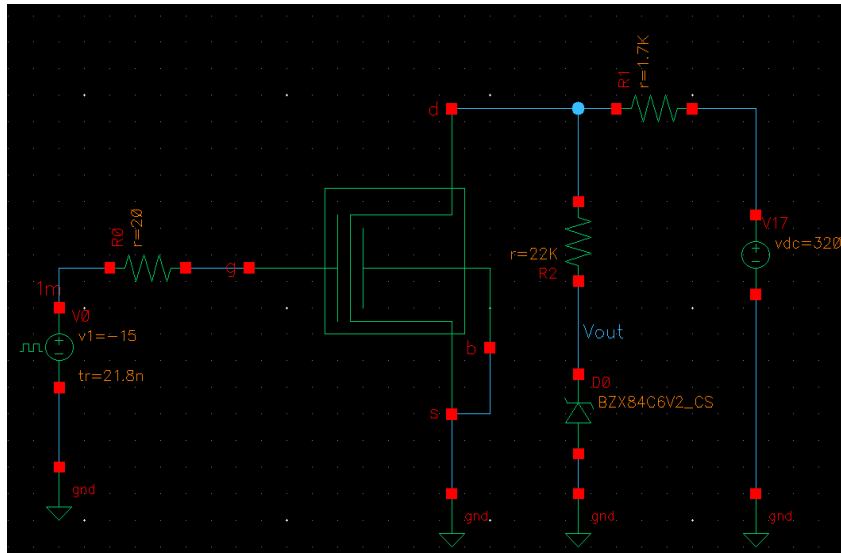 R1
r=1.7K
d
V17
vdc=320
R0
r=20
g
r=22K
R2
1m
V0
v1=-15
tr=21.8n
Vout
b
D0
BZX84C6V2_CS
s
gnd
gnd
gnd
gnd